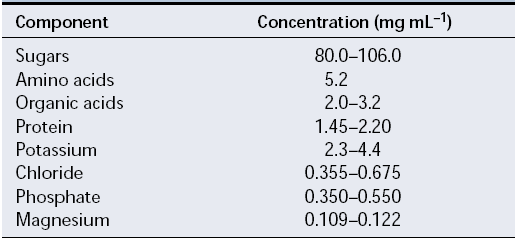 Component Concentration (mg mL⁻¹)
Sugars 80.0–106.0
Amino acids 5.2
Organic acids 2.0–3.2
Protein 1.45–2.20
Potassium 2.3–4.4
Chloride 0.355–0.675
Phosphate 0.350–0.550
Magnesium 0.109–0.122